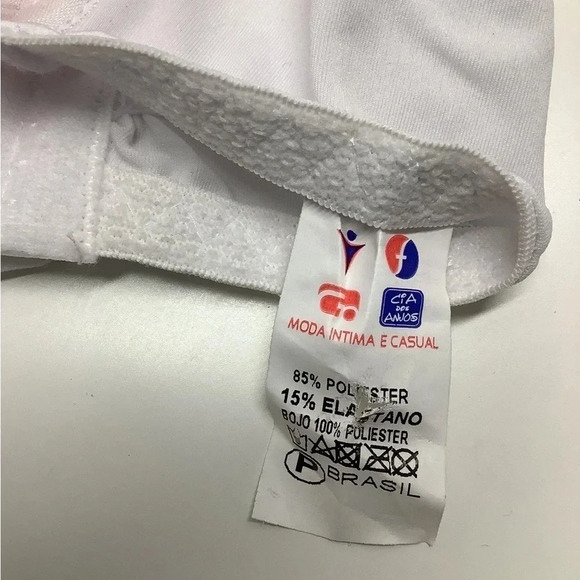 f
CiA
DOS
ANJOS
MODA INTIMA E CASUAL
85% POLIESTER
15% ELASTANO
BOJO 100% POLIESTER
P
BRASIL